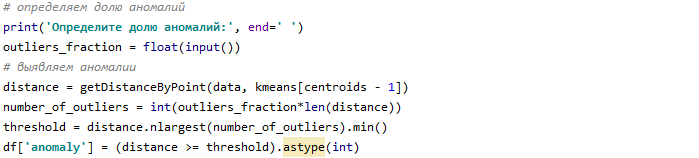 # определяем долю аномалий
print('Определите долю аномалий:', end=' ')
outliers_fraction = float(input())
# выявляем аномалии
distance = getDistanceByPoint(data, kmeans[centroids - 1])
number_of_outliers = int(outliers_fraction*len(distance))
threshold = distance.nlargest(number_of_outliers).min()
df['anomaly'] = (distance >= threshold).astype(int)